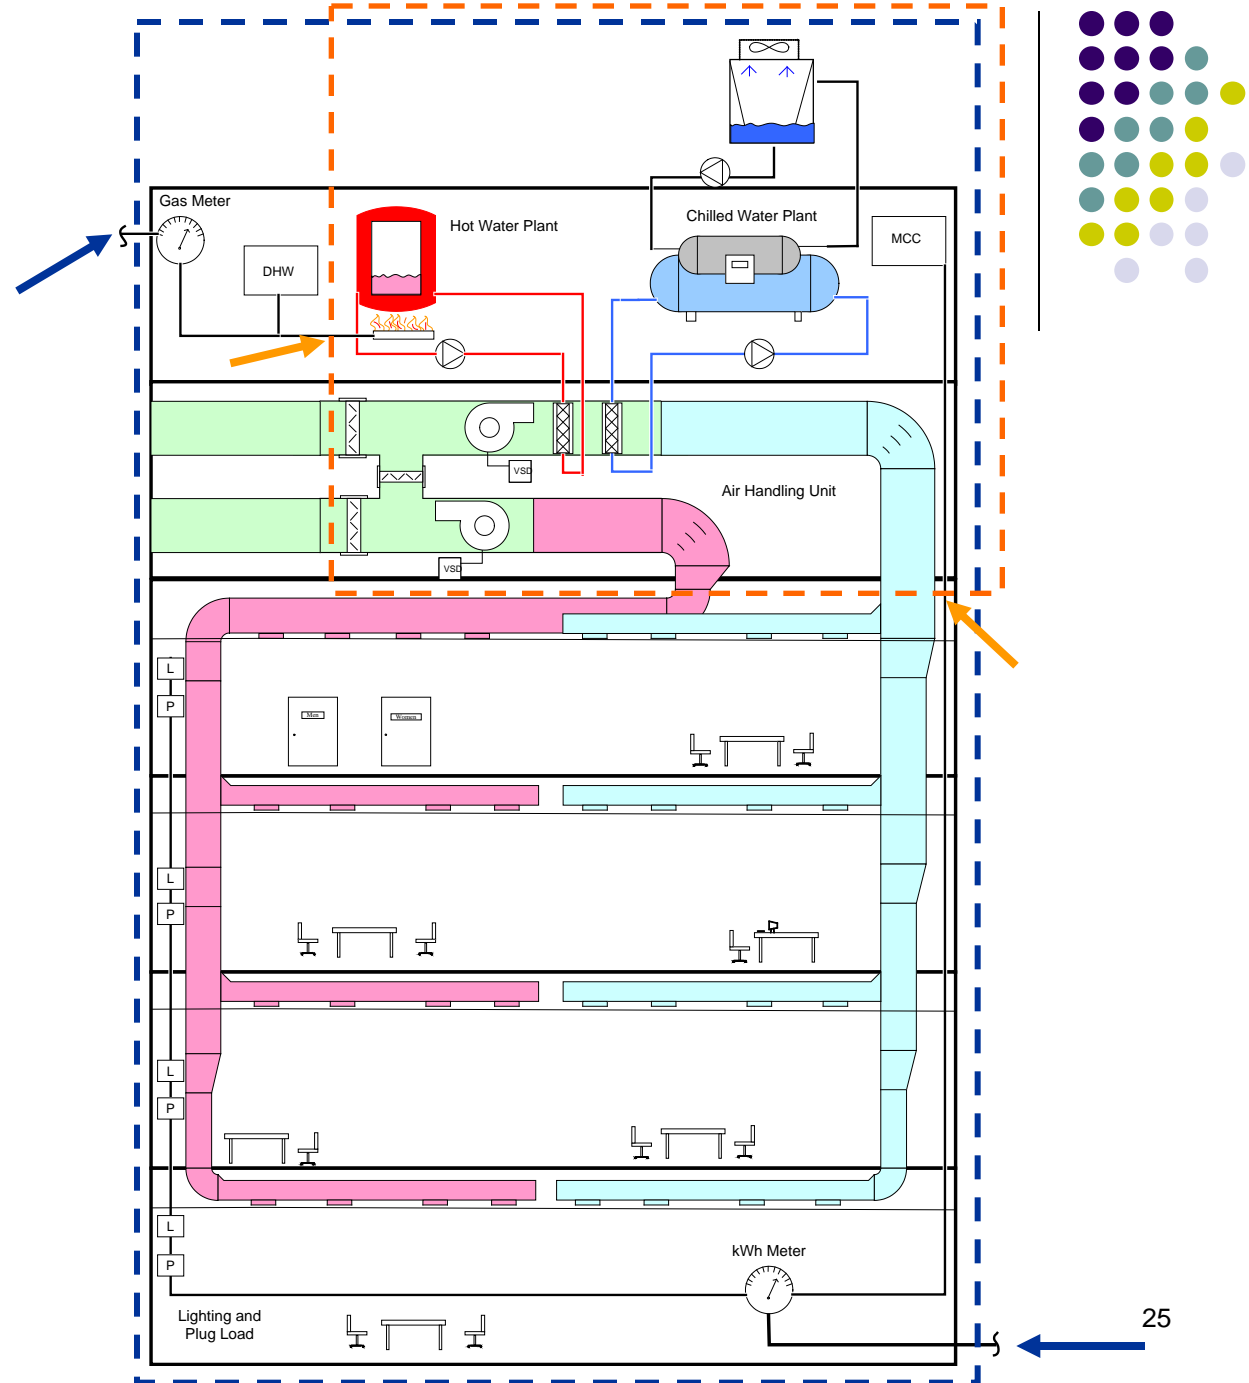 Gas Meter
Hot Water Plant
Chilled Water Plant
MCC
DHW
VSD
Air Handling Unit
VSD
L
P
Men
Women
L
P
L
P
L
P
kWh Meter
Lighting and
Plug Load
25